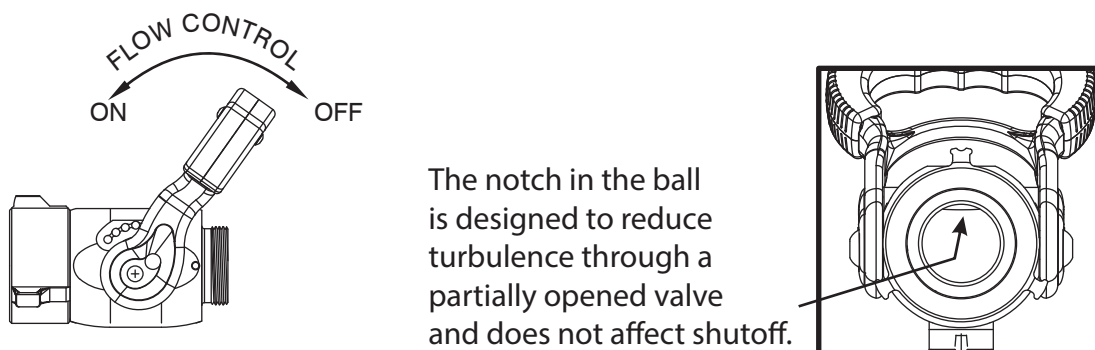 FLOW CONTROL
ON
OFF
The notch in the ball
is designed to reduce
turbulence through a
partially opened valve
and does not affect shutoff.